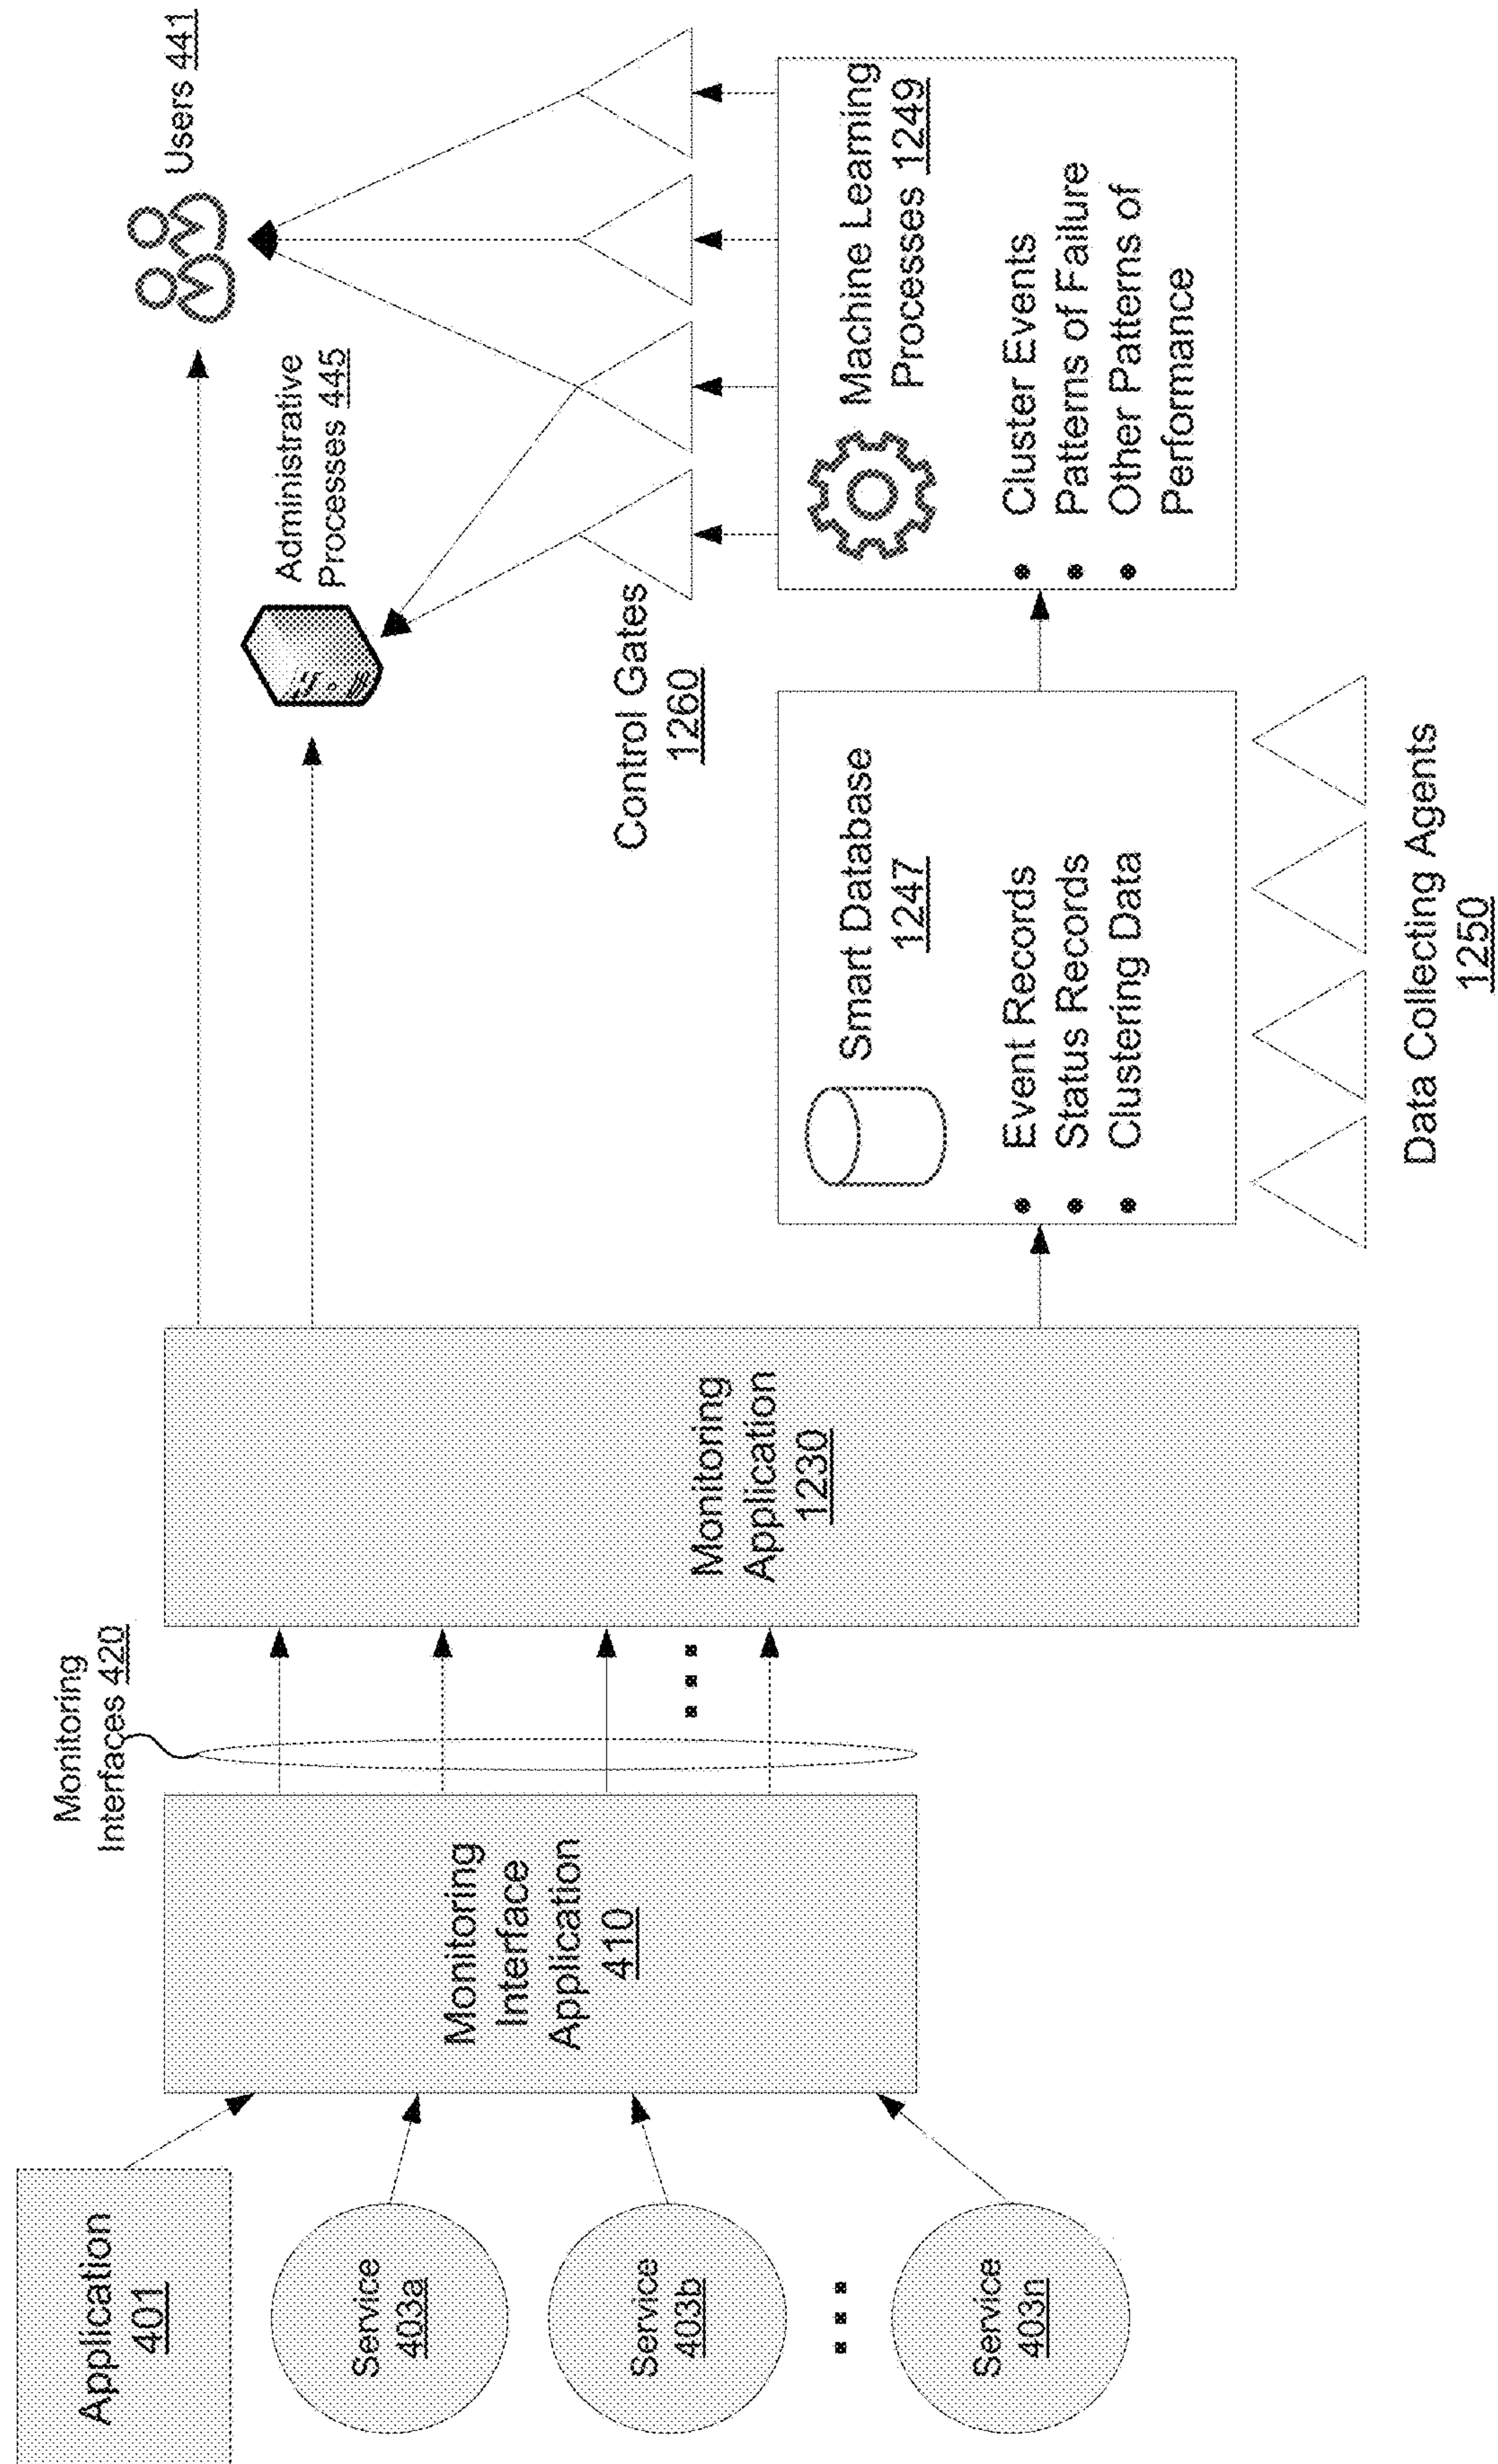 Application
401
Service
403a
Service
403b
Service
403n
Monitoring
Interface
Application
410
Monitoring
Interfaces 420
Monitoring
Application
1230
Smart Database
1247
Event Records
Status Records
Clustering Data
Data Collecting Agents
1250
Administrative
Processes 445
Users 441
Control Gates
1260
Machine Learning
Processes 1249
Cluster Events
Patterns of Failure
Other Patterns of
Performance